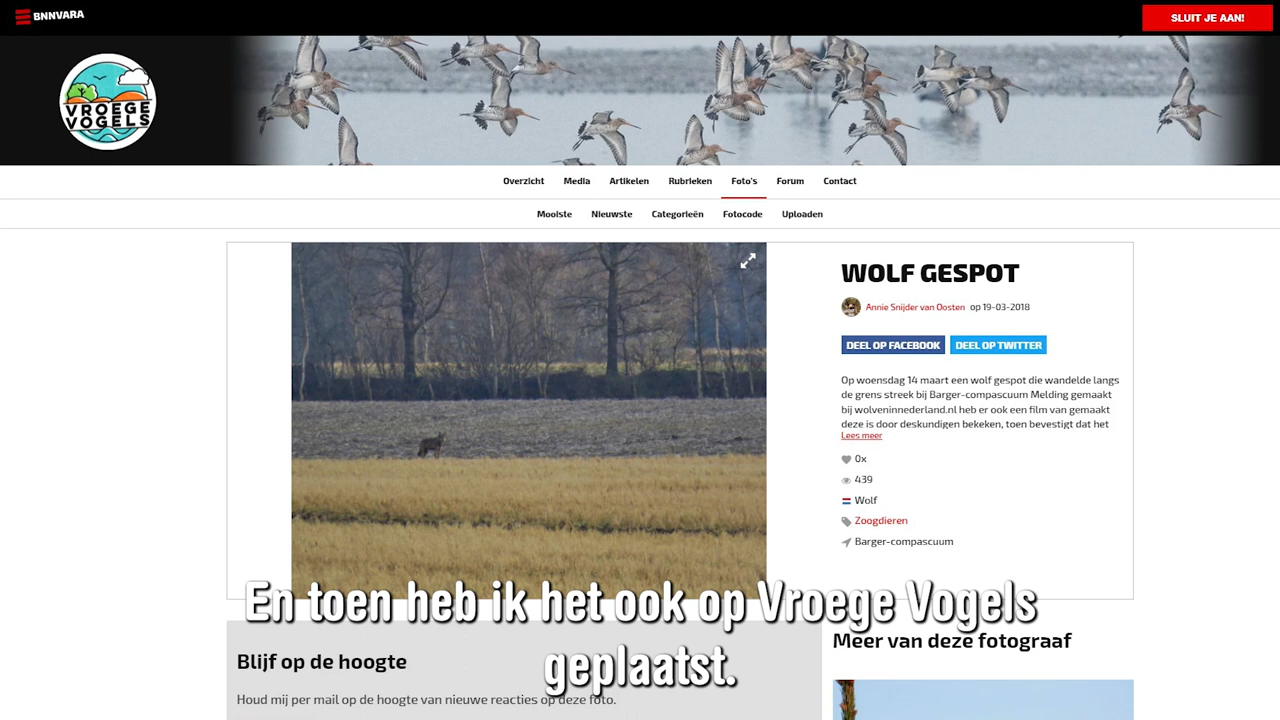 BNNVARA
SLUIT JE AAN!
VROEGE
VOGELS
Overzicht Media Artikelen Rubrieken Foto's Forum Contact
Mooiste Nieuwste Categorieën Fotocode Uploaden
WOLF GESPOT
Annie Snijder van Oosten op 19-03-2018
DEEL OP FACEBOOK DEEL OP TWITTER
Op woensdag 14 maart een wolf gespot die wandelde langs
de grens streek bij Barger-compascuum Melding gemaakt
bij wolveninnederland.nl heb er ook een film van gemaakt
deze is door deskundigen bekeken, toen bevestigt dat het
Lees meer
0x
439
Wolf
Zoogdieren
Barger-compascuum
En toen heb ik het ook op Vroege Vogels
geplaatst.
Blijf op de hoogte
Houd mij per mail op de hoogte van nieuwe reacties op deze foto.
Meer van deze fotograaf